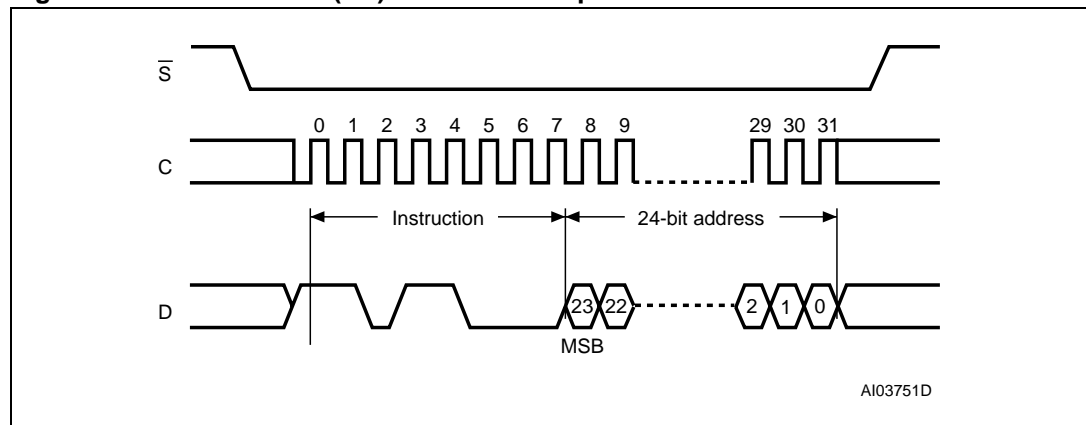 S
0 1 2 3 4 5 6 7 8 9 29 30 31
C
Instruction 24-bit address
D
23 22 2 1 0
MSB
AI03751D